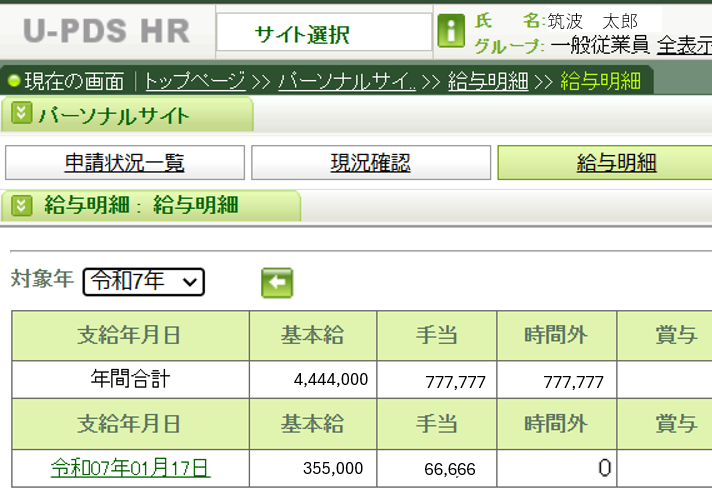 U-PDS HR
サイト選択
氏　名:筑波　太郎
グループ: 一般従業員 全表示
現在の画面 | トップページ >> パーソナルサイ.. >> 給与明細 >> 給与明細
パーソナルサイト
申請状況一覧 現況確認 給与明細
給与明細 : 給与明細
対象年 令和7年
支給年月日 基本給 手当 時間外 賞与
年間合計 4,444,000 777,777 777,777
支給年月日 基本給 手当 時間外 賞与
令和07年01月17日 355,000 66,666 0